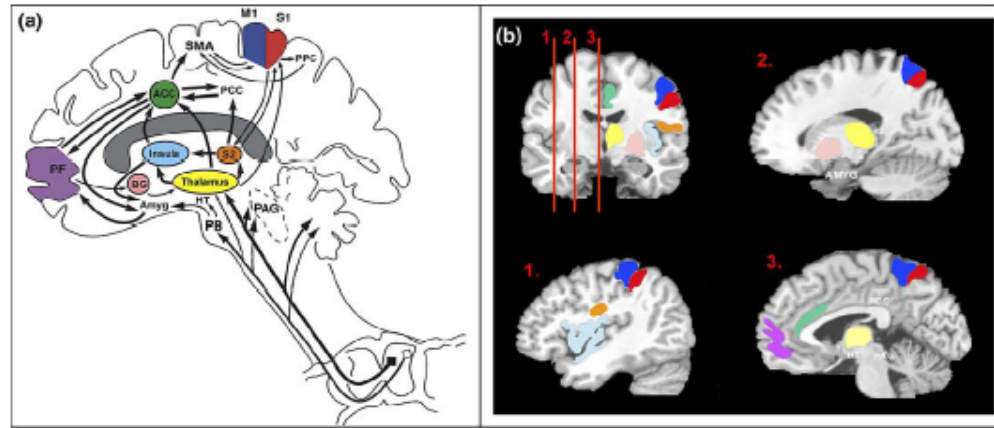 (a)
M1
S1
SMA
PPC
ACC
PCC
PF
Insula
S2
BG
Thalamus
Amyg
HT
PAG
PB
(b)
1
2
3
2.
AMYG
1.
3.
PCC
HT